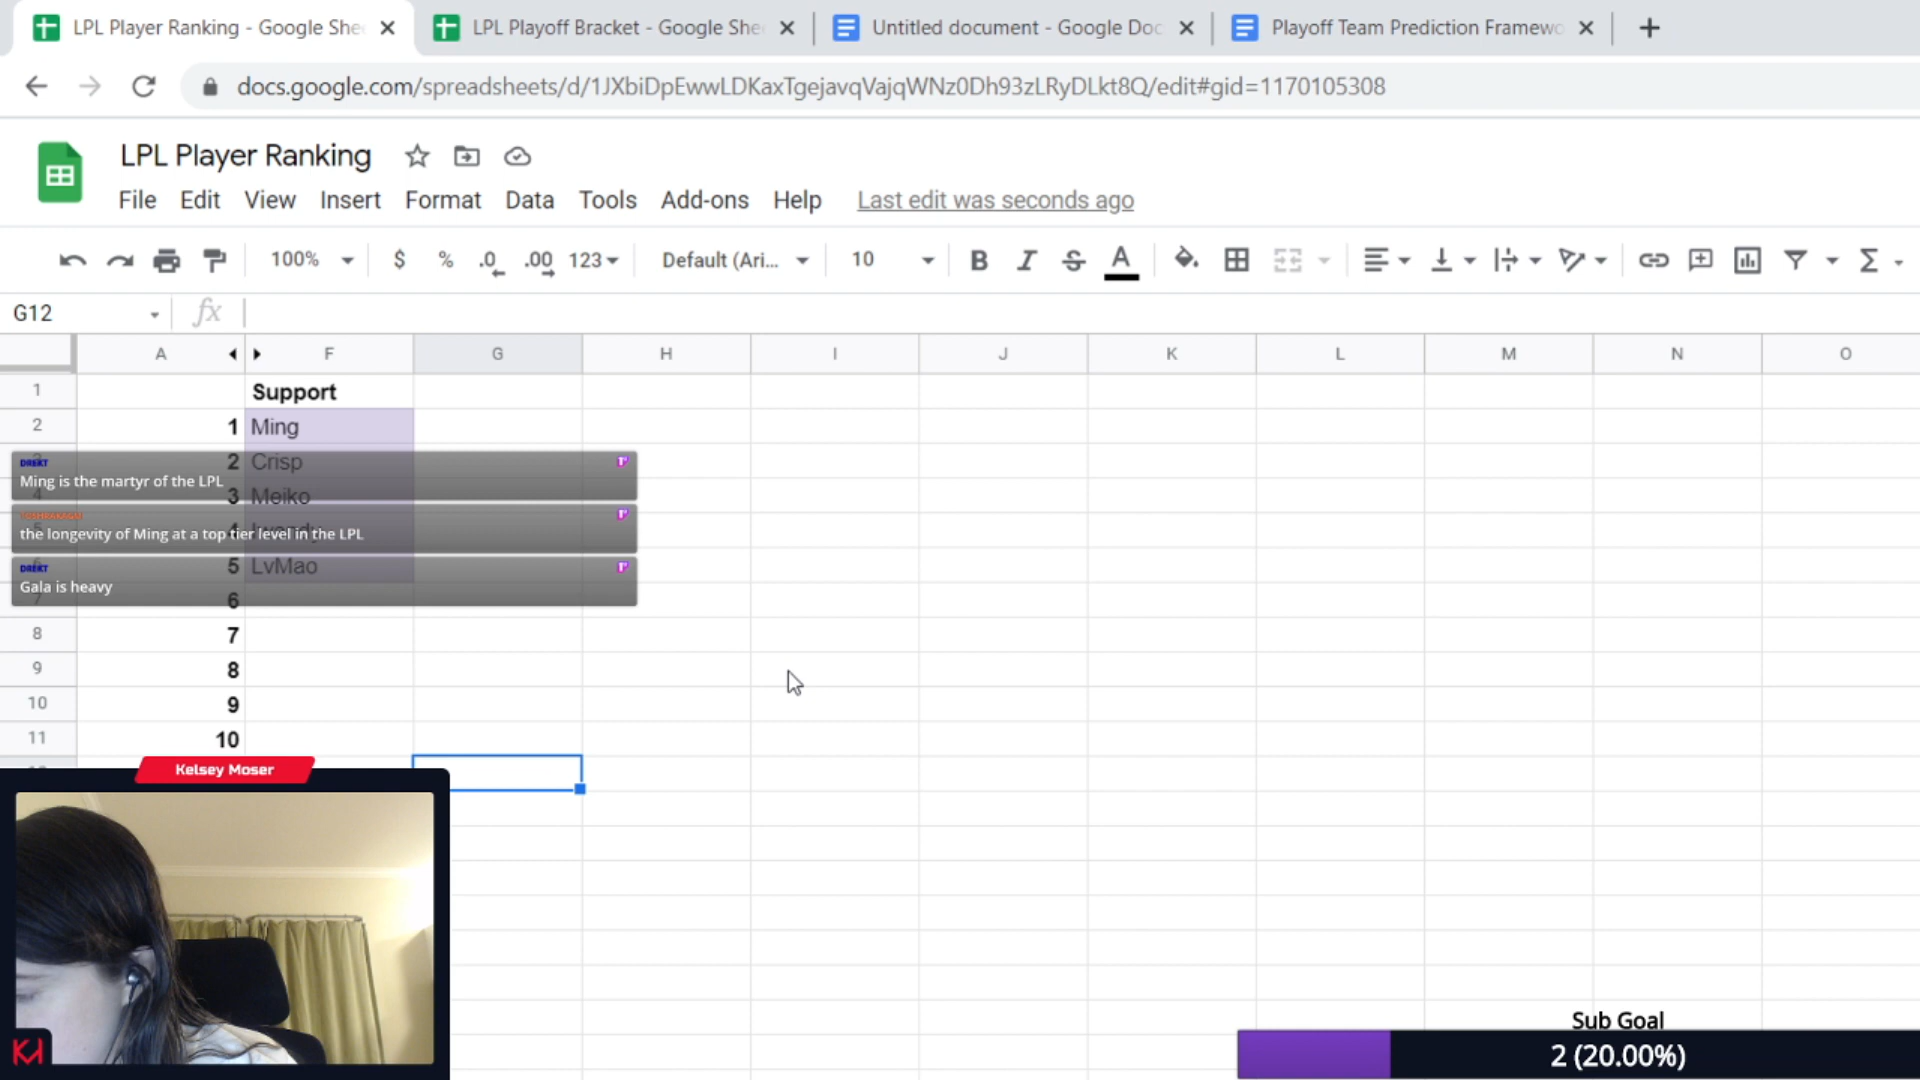 LPL Player Ranking - Google She
LPL Playoff Bracket - Google She
Untitled document - Google Doc
Playoff Team Prediction Framewo
docs.google.com/spreadsheets/d/1JXbiDpEwwLDKaxTgejavqVajqWNz0Dh93zLRyDLkt8Q/edit#gid=1170105308
LPL Player Ranking
File Edit View Insert Format Data Tools Add-ons Help Last edit was seconds ago
100% $ % .0 .00 123 Default (Ari... 10 B I S A Σ
G12 fx
A F G H I J K L M N O
1 Support
2 1 Ming
2 Crisp
DREKT
Ming is the martyr of the LPL
3 Meiko
the longevity of Ming at a top tier level in the LPL
5 LvMao
DREKT
Gala is heavy
6
8 7
9 8
10 9
11 10
Kelsey Moser
KM
Sub Goal
2 (20.00%)